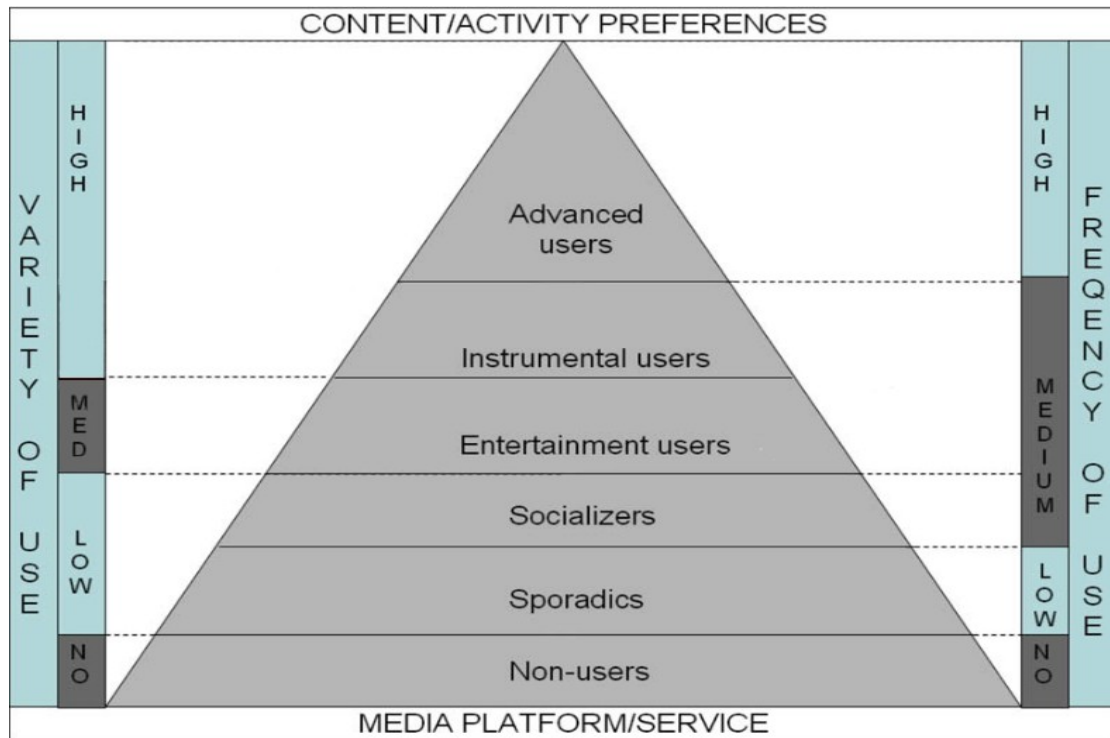 CONTENT/ACTIVITY PREFERENCES
VARIETY OF USE
HIGH
MED
LOW
NO
Advanced
users
Instrumental users
Entertainment users
Socializers
Sporadics
Non-users
HIGH
MEDIUM
LOW
NO
FREQENCY OF USE
MEDIA PLATFORM/SERVICE